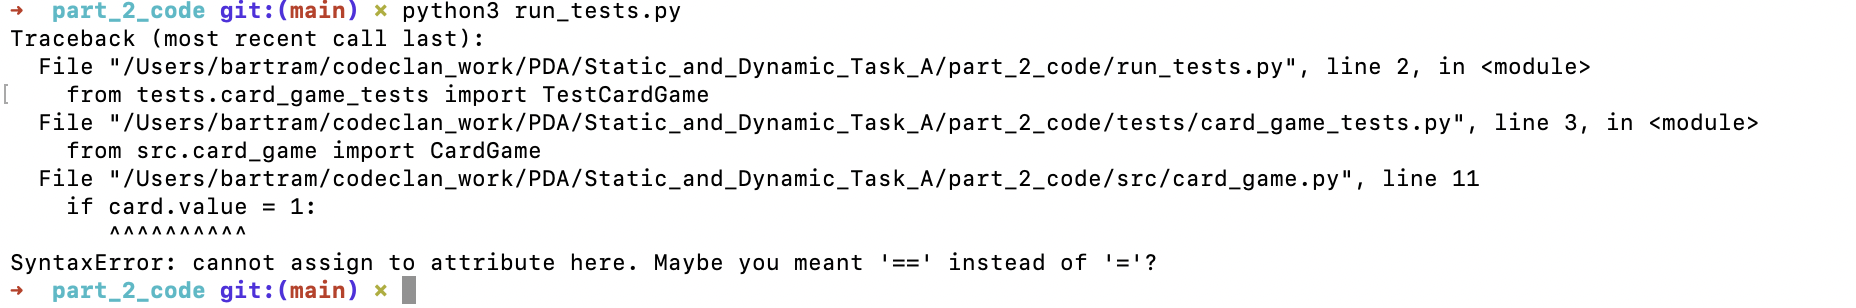 ➜  part_2_code git:(main) ✗ python3 run_tests.py
Traceback (most recent call last):
  File "/Users/bartram/codeclan_work/PDA/Static_and_Dynamic_Task_A/part_2_code/run_tests.py", line 2, in <module>
[    from tests.card_game_tests import TestCardGame
  File "/Users/bartram/codeclan_work/PDA/Static_and_Dynamic_Task_A/part_2_code/tests/card_game_tests.py", line 3, in <module>
    from src.card_game import CardGame
  File "/Users/bartram/codeclan_work/PDA/Static_and_Dynamic_Task_A/part_2_code/src/card_game.py", line 11
    if card.value = 1:
       ^^^^^^^^^^
SyntaxError: cannot assign to attribute here. Maybe you meant '==' instead of '='?
➜  part_2_code git:(main) ✗